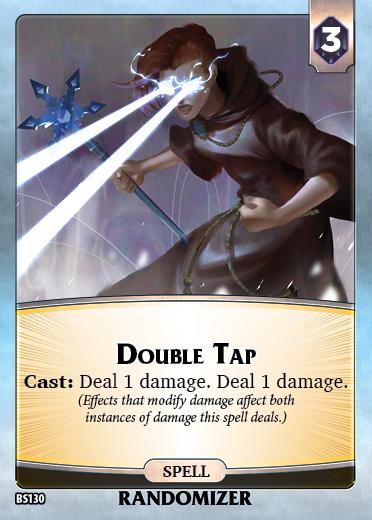 3
Double Tap
Cast: Deal 1 damage. Deal 1 damage.
(Effects that modify damage affect both
instances of damage this spell deals.)
SPELL
BS130
RANDOMIZER